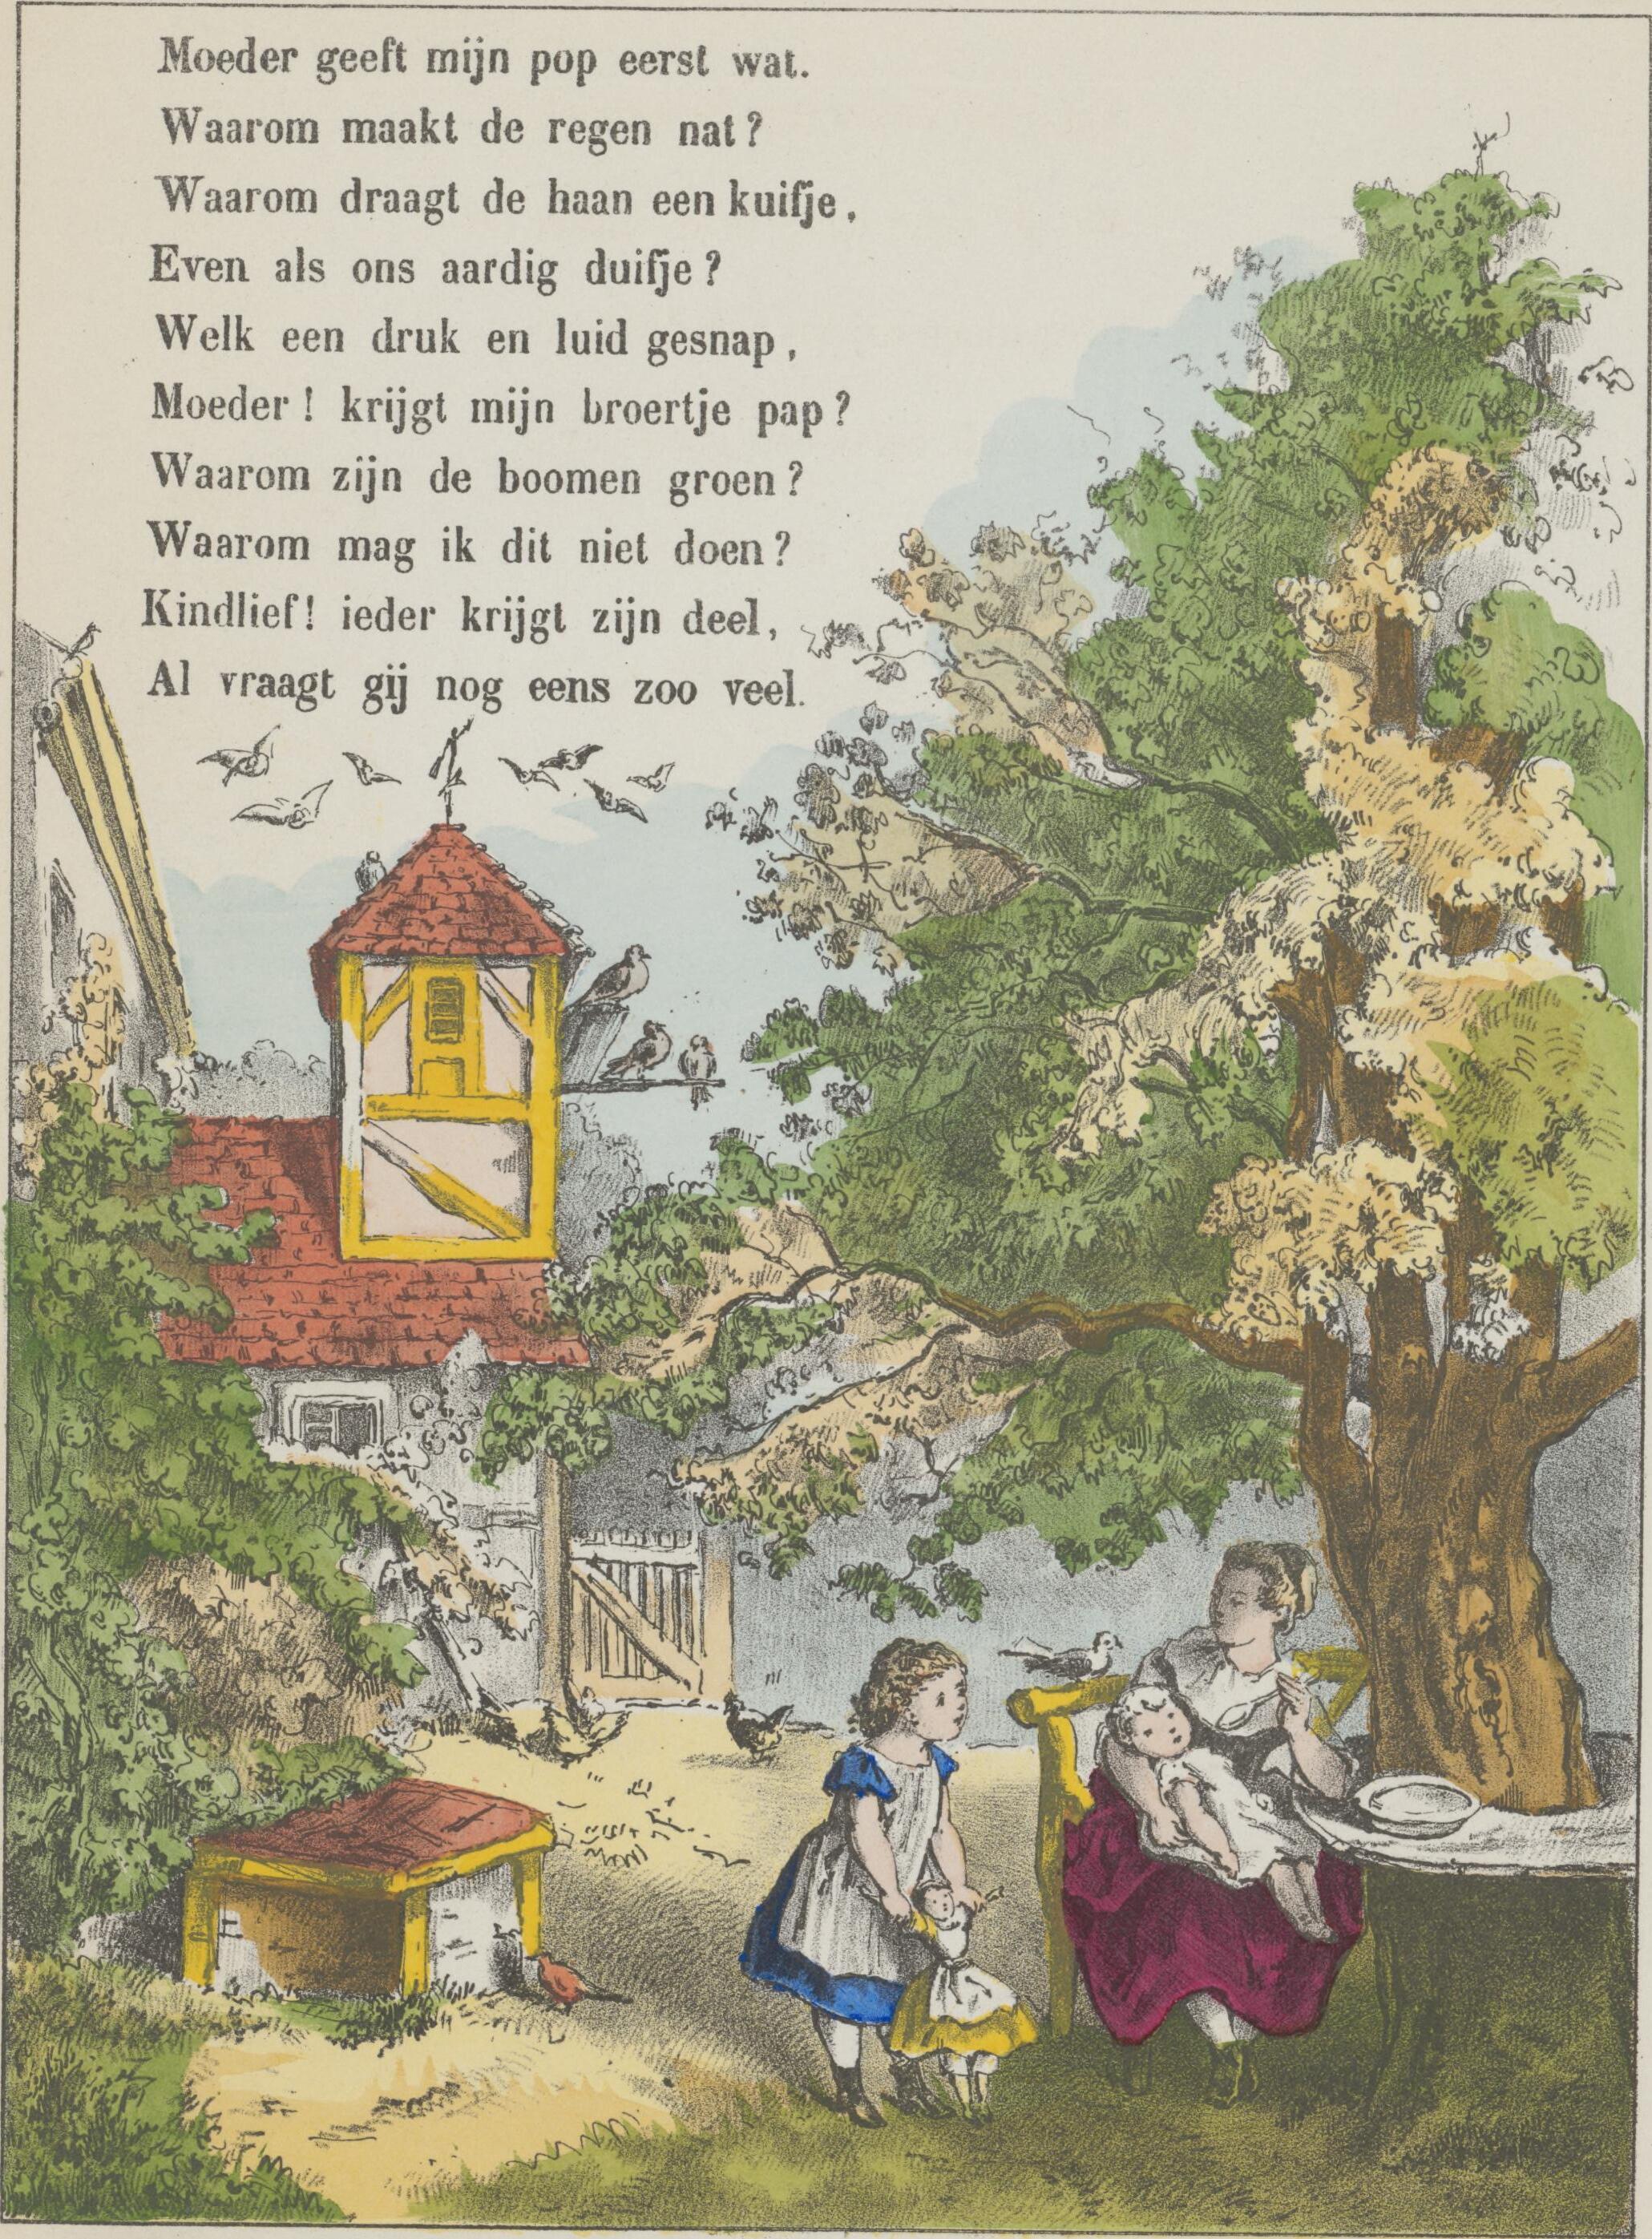 Moeder geeft mijn pop eerst wat.
Waarom maakt de regen nat?
Waarom draagt de haan een kuifje,
Even als ons aardig duifje?
Welk een druk en luid gesnap,
Moeder! krijgt mijn broertje pap?
Waarom zijn de boomen groen?
Waarom mag ik dit niet doen?
Kindlief! ieder krijgt zijn deel,
Al vraagt gij nog eens zoo veel.